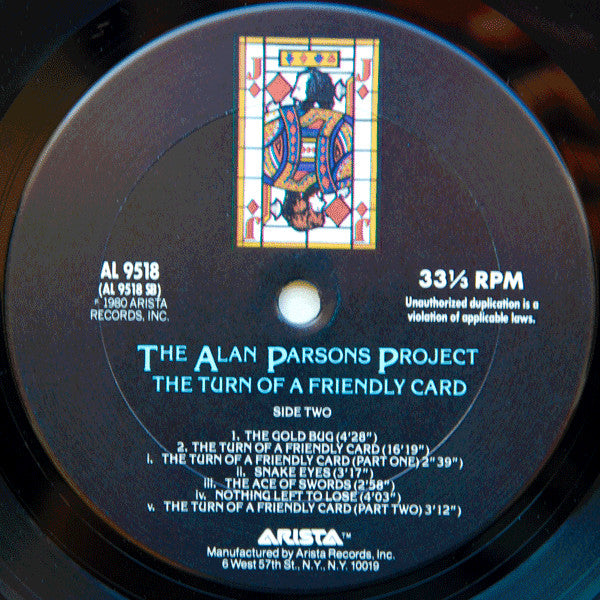 J J
AL 9518
(AL 9518 SB)
℗ 1980 ARISTA
RECORDS, INC.
33⅓ RPM
Unauthorized duplication is a
violation of applicable laws.
THE ALAN PARSONS PROJECT
THE TURN OF A FRIENDLY CARD
SIDE TWO
1. THE GOLD BUG (4'28")
2. THE TURN OF A FRIENDLY CARD (16'19")
i. THE TURN OF A FRIENDLY CARD (PART ONE) 2"39")
ii. SNAKE EYES (3'17")
iii. THE ACE OF SWORDS (2'58")
iv. NOTHING LEFT TO LOSE (4'03")
v. THE TURN OF A FRIENDLY CARD (PART TWO) 3'12")
ARISTA™
Manufactured by Arista Records, Inc.
6 West 57th St., N.Y., N.Y. 10019